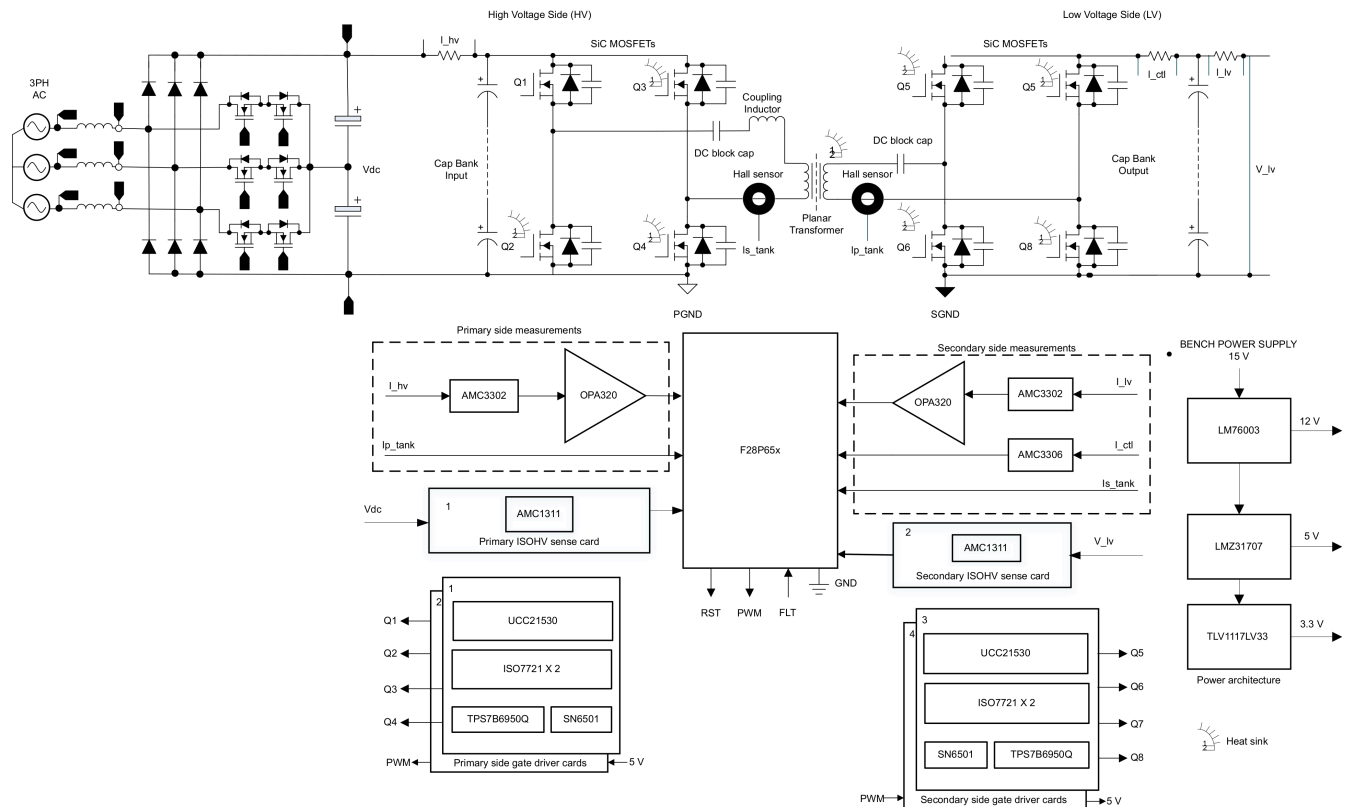 High Voltage Side (HV)
Low Voltage Side (LV)
I_hv
SiC MOSFETs
SiC MOSFETs
3PH
AC
Q1
Q3
Q5
Q5
I_ctl
I_lv
Coupling
Inductor
DC block cap
DC block cap
Vdc
Cap Bank
Input
Hall sensor
Hall sensor
Cap Bank
Output
V_lv
Planar
Transformer
Q2
Q4
Is_tank
Ip_tank
Q6
Q8
PGND
SGND
Primary side measurements
I_hv
AMC3302
OPA320
Ip_tank
Vdc
1
AMC1311
Primary ISOHV sense card
F28P65x
RST
PWM
FLT
GND
Secondary side measurements
OPA320
AMC3302
I_lv
AMC3306
I_ctl
Is_tank
2
AMC1311
Secondary ISOHV sense card
V_lv
BENCH POWER SUPPLY
15 V
LM76003
12 V
LMZ31707
5 V
TLV1117LV33
3.3 V
Power architecture
1
2
UCC21530
ISO7721 X 2
TPS7B6950Q
SN6501
Q1
Q2
Q3
Q4
PWM
Primary side gate driver cards
5 V
3
4
UCC21530
ISO7721 X 2
SN6501
TPS7B6950Q
Q5
Q6
Q7
Q8
PWM
Secondary side gate driver cards
5 V
Heat sink